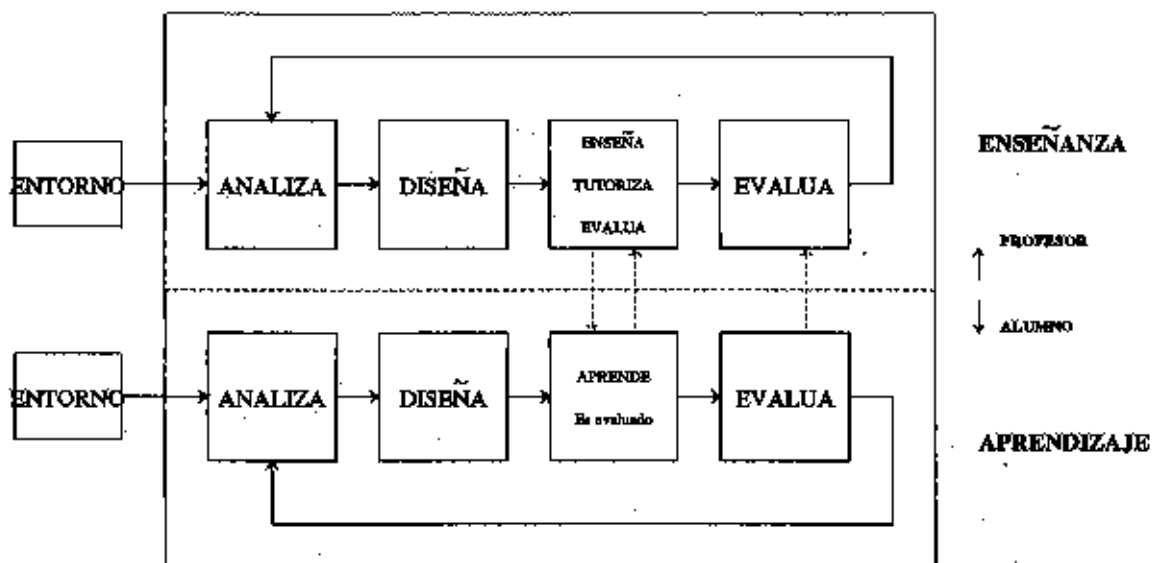 ENSEÑA
ENTORNO
ANALIZA
DISEÑA
TUTORIZA
EVALUA
EVALUA
ENSEÑANZA
PROFESOR
ALUMNO
ENTORNO
ANALIZA
DISEÑA
APRENDE
Es evaluado
EVALUA
APRENDIZAJE